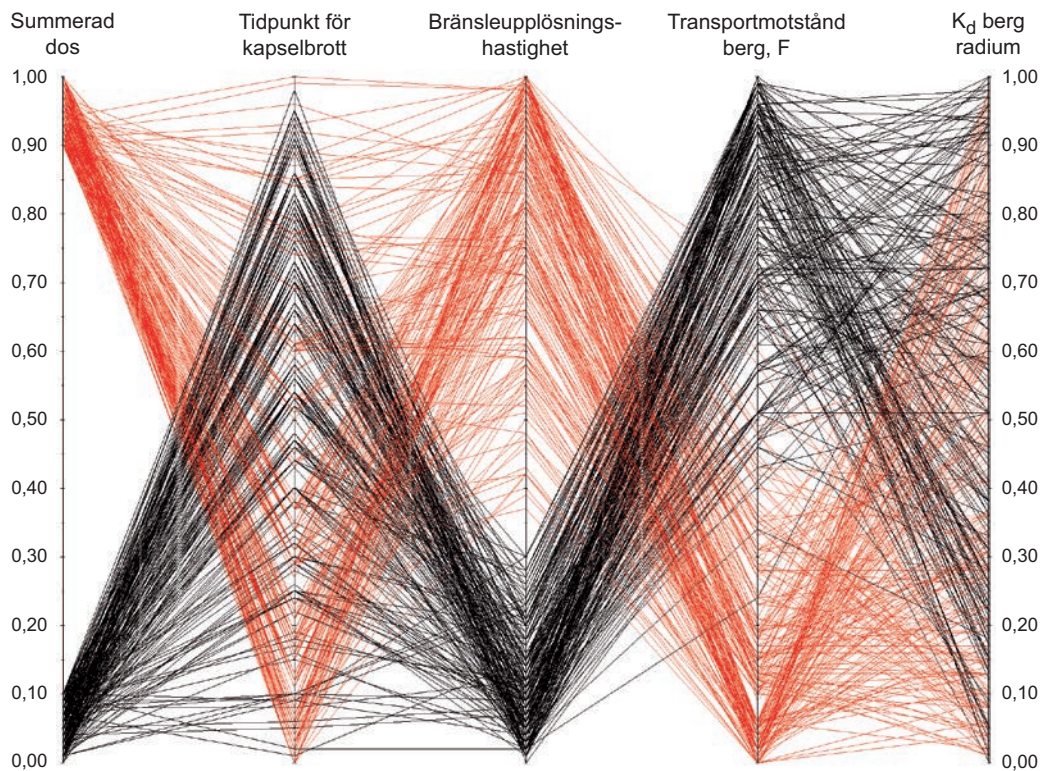 Summerad
dos
Tidpunkt för
kapselbrott
Bränsleupplösnings-
hastighet
Transportmotstånd
berg, F
Kd berg
radium
1,00
0,90
0,80
0,70
0,60
0,50
0,40
0,30
0,20
0,10
0,00
1,00
0,90
0,80
0,70
0,60
0,50
0,40
0,30
0,20
0,10
0,00